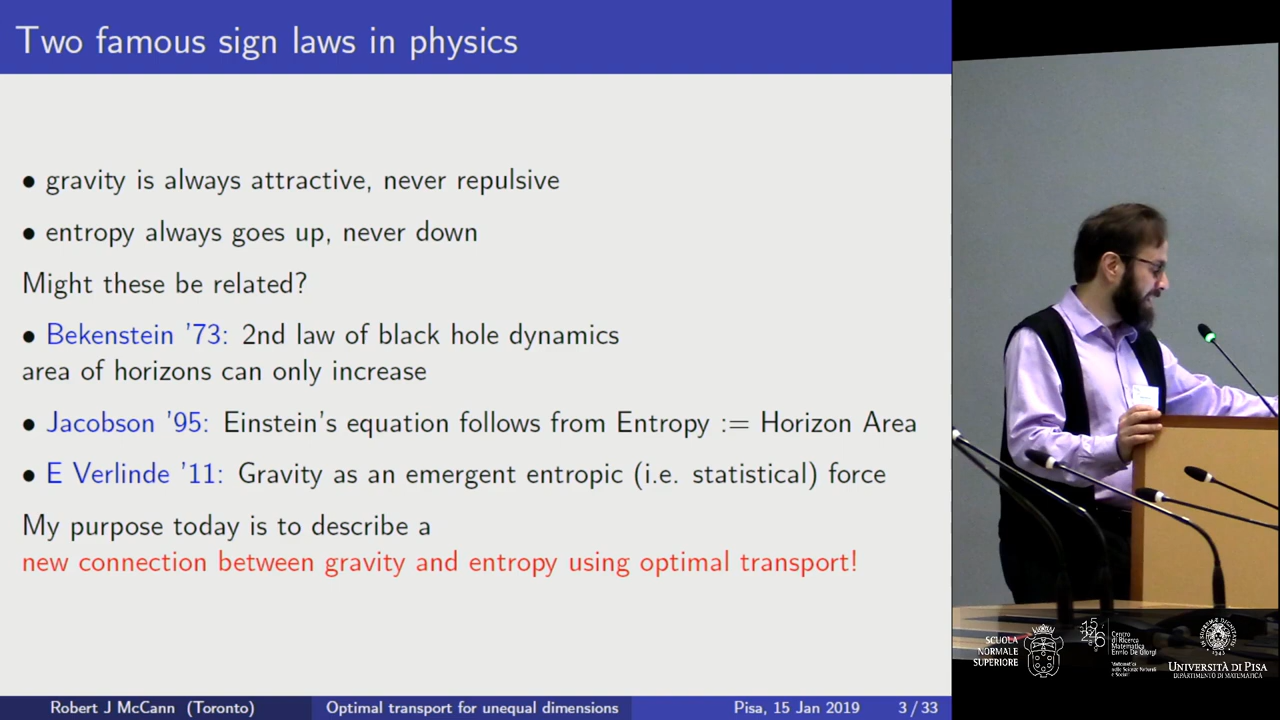 Two famous sign laws in physics
• gravity is always attractive, never repulsive
• entropy always goes up, never down
Might these be related?
• Bekenstein '73: 2nd law of black hole dynamics
area of horizons can only increase
• Jacobson '95: Einstein's equation follows from Entropy := Horizon Area
• E Verlinde '11: Gravity as an emergent entropic (i.e. statistical) force
My purpose today is to describe a
new connection between gravity and entropy using optimal transport!
Robert J McCann (Toronto)
Optimal transport for unequal dimensions
Pisa, 15 Jan 2019
3 / 33
SCUOLA
NORMALE
SUPERIORE
Centro
di Ricerca
Matematica
Ennio De Giorgi
UNIVERSITÀ DI PISA
DIPARTIMENTO DI MATEMATICA